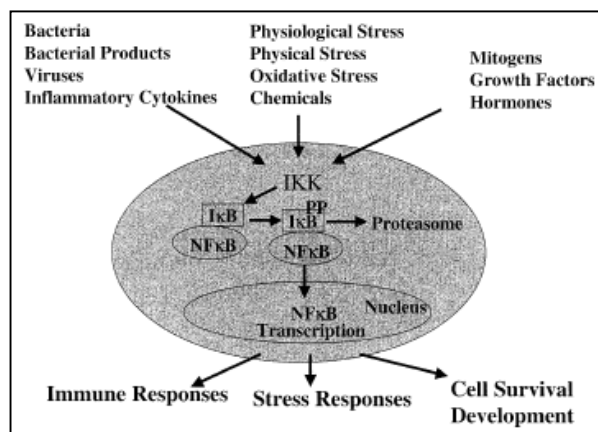 Bacteria
Bacterial Products
Viruses
Inflammatory Cytokines
Physiological Stress
Physical Stress
Oxidative Stress
Chemicals
Mitogens
Growth Factors
Hormones
IKK
IκB
NFκB
PP
IκB
NFκB
Proteasome
Nucleus
NFκB
Transcription
Immune Responses
Stress Responses
Cell Survival
Development